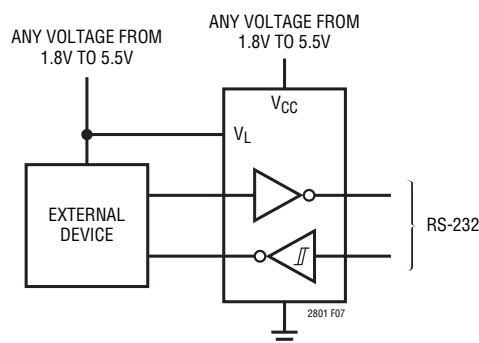 ANY VOLTAGE FROM
1.8V TO 5.5V
ANY VOLTAGE FROM
1.8V TO 5.5V
VCC
VL
EXTERNAL
DEVICE
RS-232
2801 F07